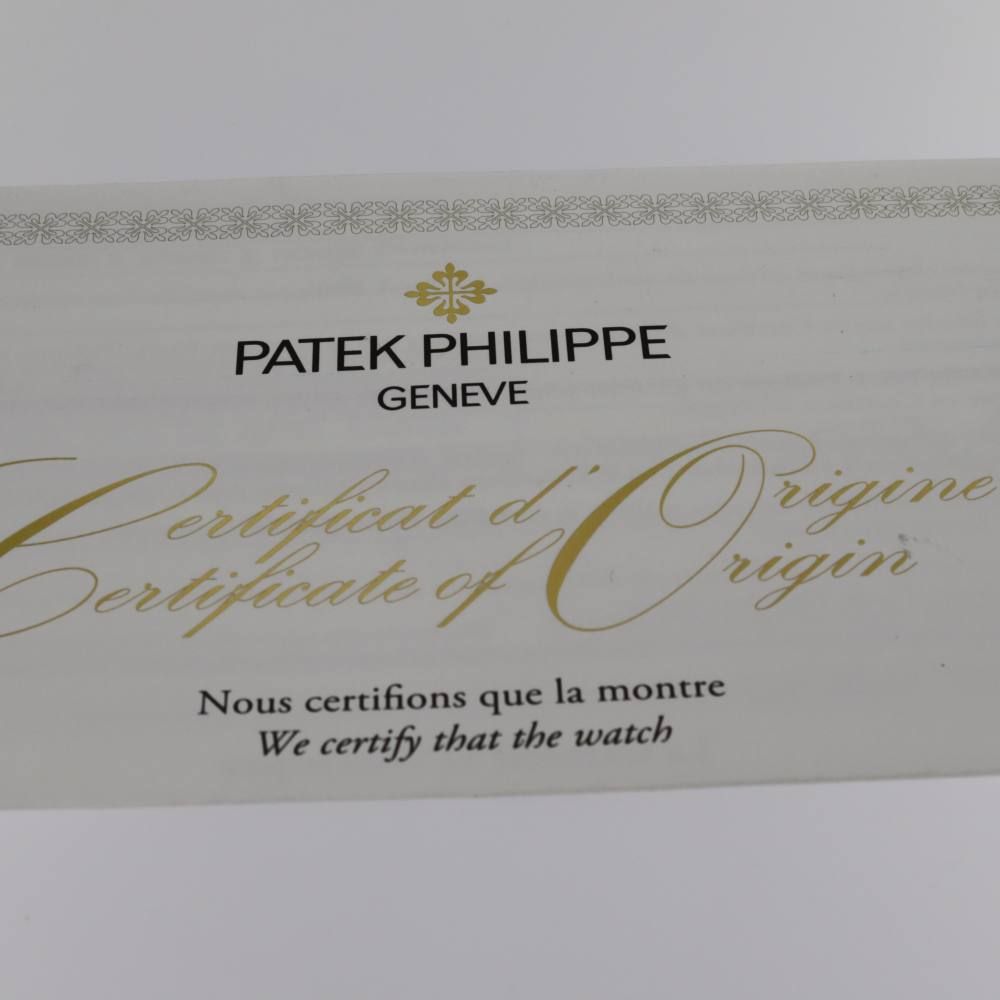 PATEK PHILIPPE
GENEVE
Certificat d'Origine
Certificate of Origin
Nous certifions que la montre
We certify that the watch